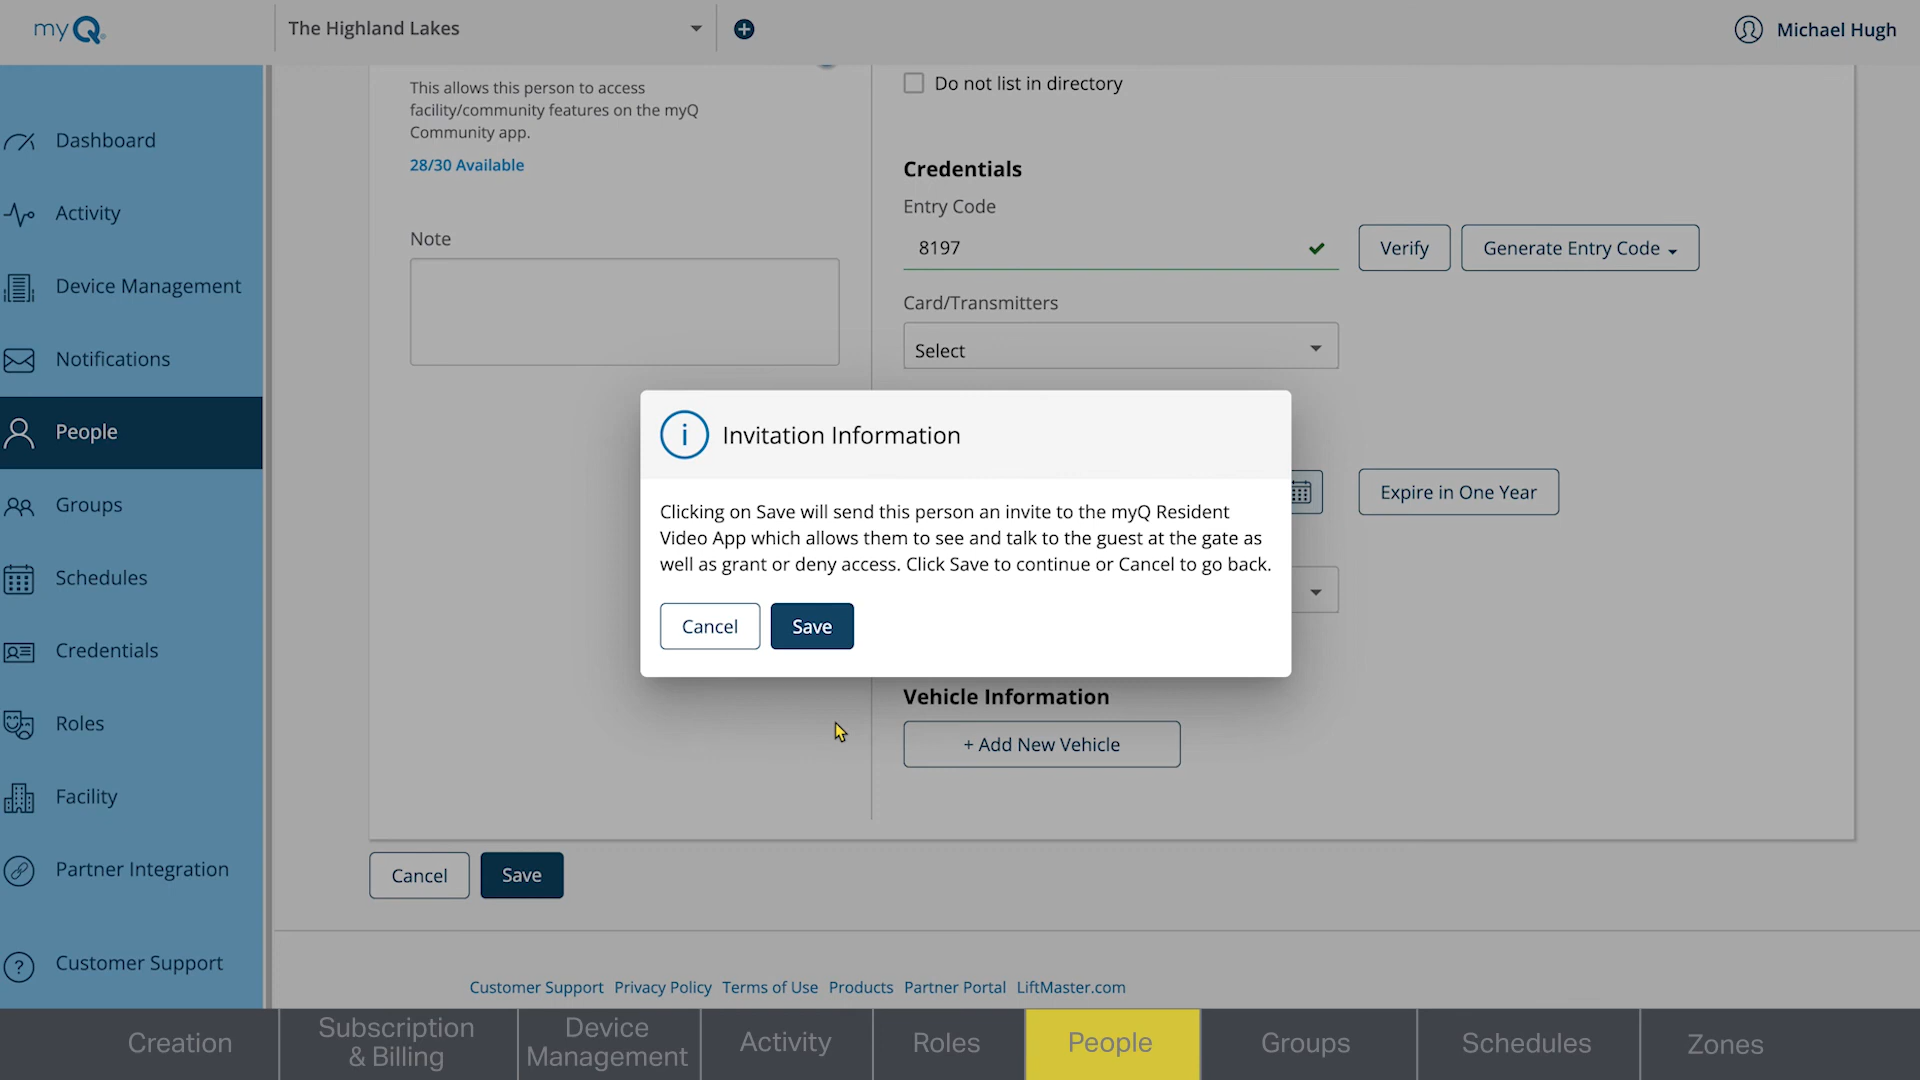 myQ
The Highland Lakes
Michael Hugh
Dashboard
Activity
Device Management
Notifications
People
Groups
Schedules
Credentials
Roles
Facility
Partner Integration
Customer Support
This allows this person to access
facility/community features on the myQ
Community app.
28/30 Available
Note
Do not list in directory
Credentials
Entry Code
8197
Verify
Generate Entry Code
Card/Transmitters
Select
Expire in One Year
Invitation Information
Clicking on Save will send this person an invite to the myQ Resident
Video App which allows them to see and talk to the guest at the gate as
well as grant or deny access. Click Save to continue or Cancel to go back.
Cancel
Save
Vehicle Information
+ Add New Vehicle
Cancel
Save
Customer Support Privacy Policy Terms of Use Products Partner Portal LiftMaster.com
Creation
Subscription
& Billing
Device
Management
Activity
Roles
People
Groups
Schedules
Zones